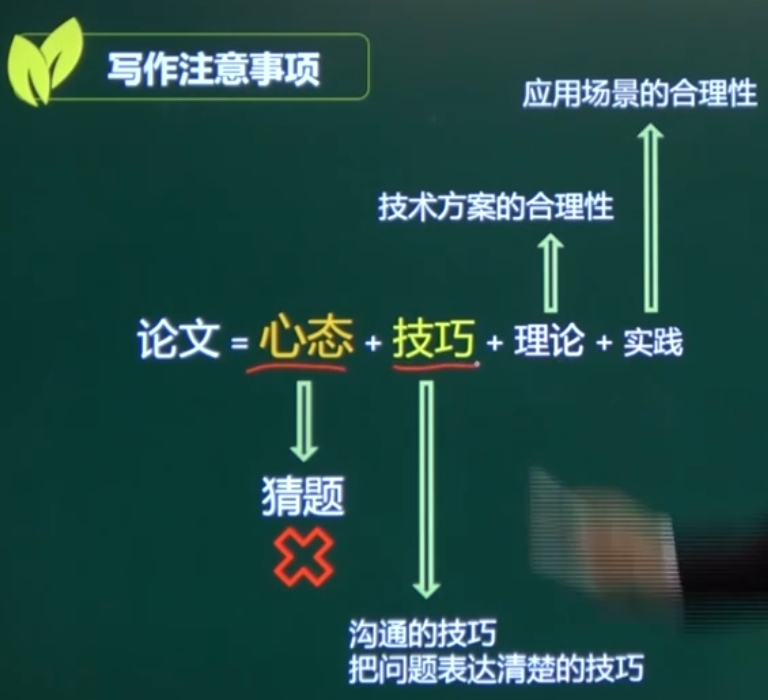 写作注意事项
应用场景的合理性
技术方案的合理性
论文 = 心态 + 技巧 + 理论 + 实践
猜题
沟通的技巧
把问题表达清楚的技巧